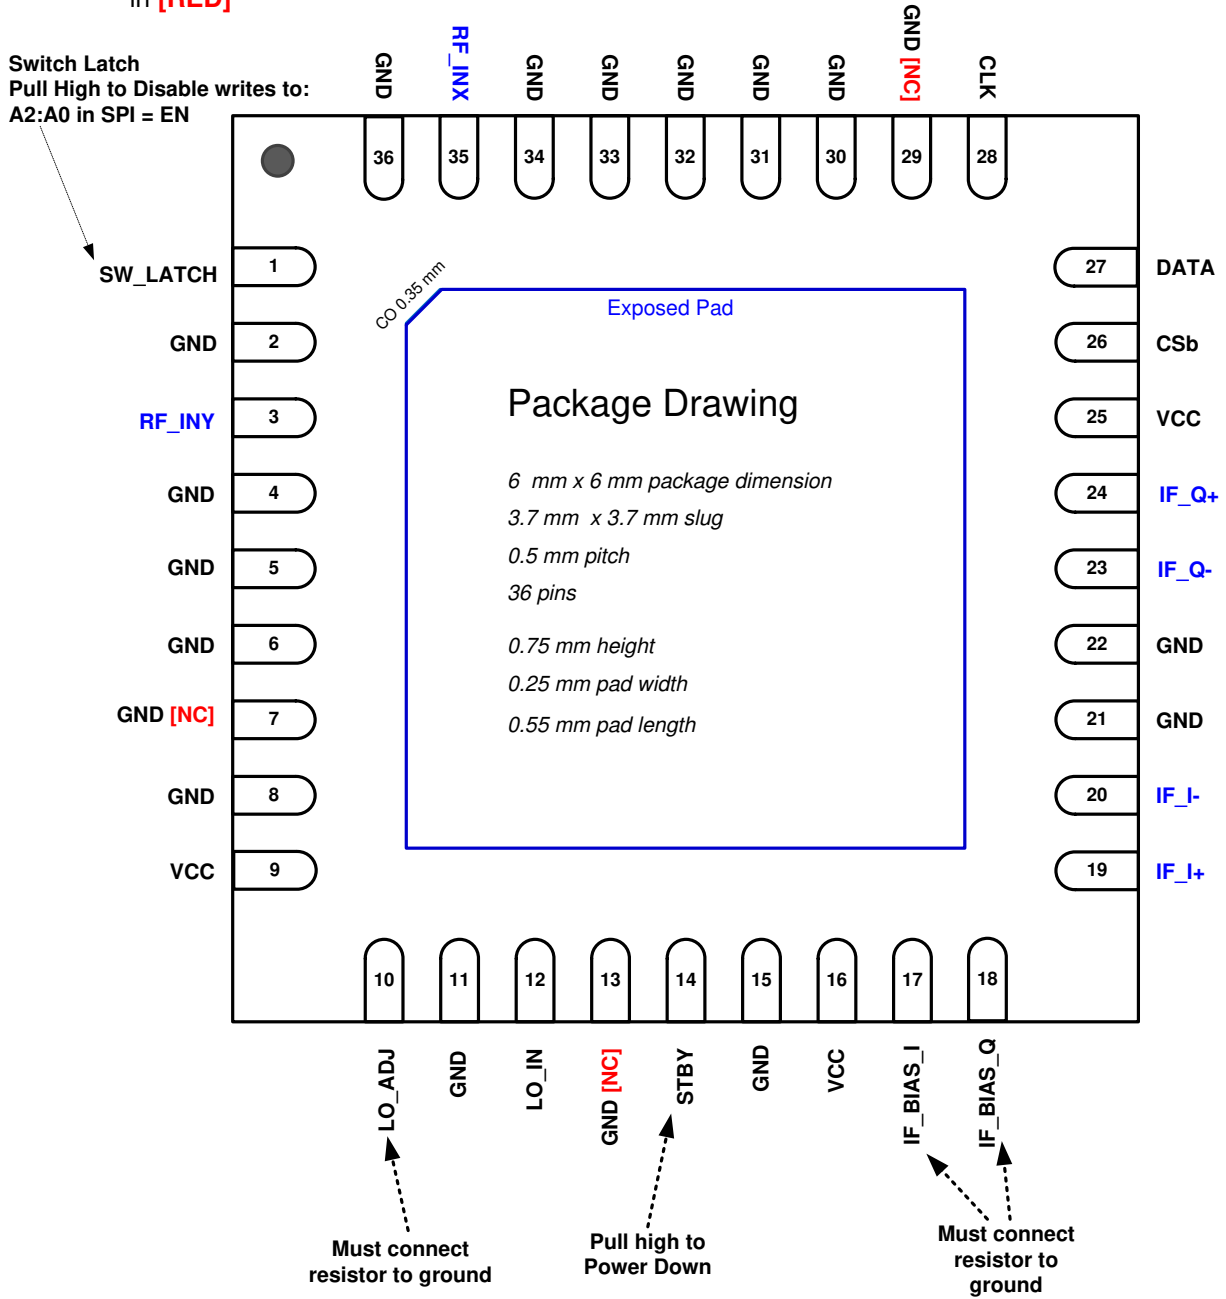 in [RED]
Switch Latch
Pull High to Disable writes to:
A2:A0 in SPI = EN
GND
RF_INX
GND
GND
GND
GND
GND
GND [NC]
CLK
36
35
34
33
32
31
30
29
28
SW_LATCH
1
GND
2
RF_INY
3
GND
4
GND
5
GND
6
GND [NC]
7
GND
8
VCC
9
CO 0.35 mm
Exposed Pad
Package Drawing
6 mm x 6 mm package dimension
3.7 mm x 3.7 mm slug
0.5 mm pitch
36 pins
0.75 mm height
0.25 mm pad width
0.55 mm pad length
27
DATA
26
CSb
25
VCC
24
IF_Q+
23
IF_Q-
22
GND
21
GND
20
IF_I-
19
IF_I+
10
11
12
13
14
15
16
17
18
LO_ADJ
GND
LO_IN
GND [NC]
STBY
GND
VCC
IF_BIAS_I
IF_BIAS_Q
Must connect
resistor to ground
Pull high to
Power Down
Must connect
resistor to
ground